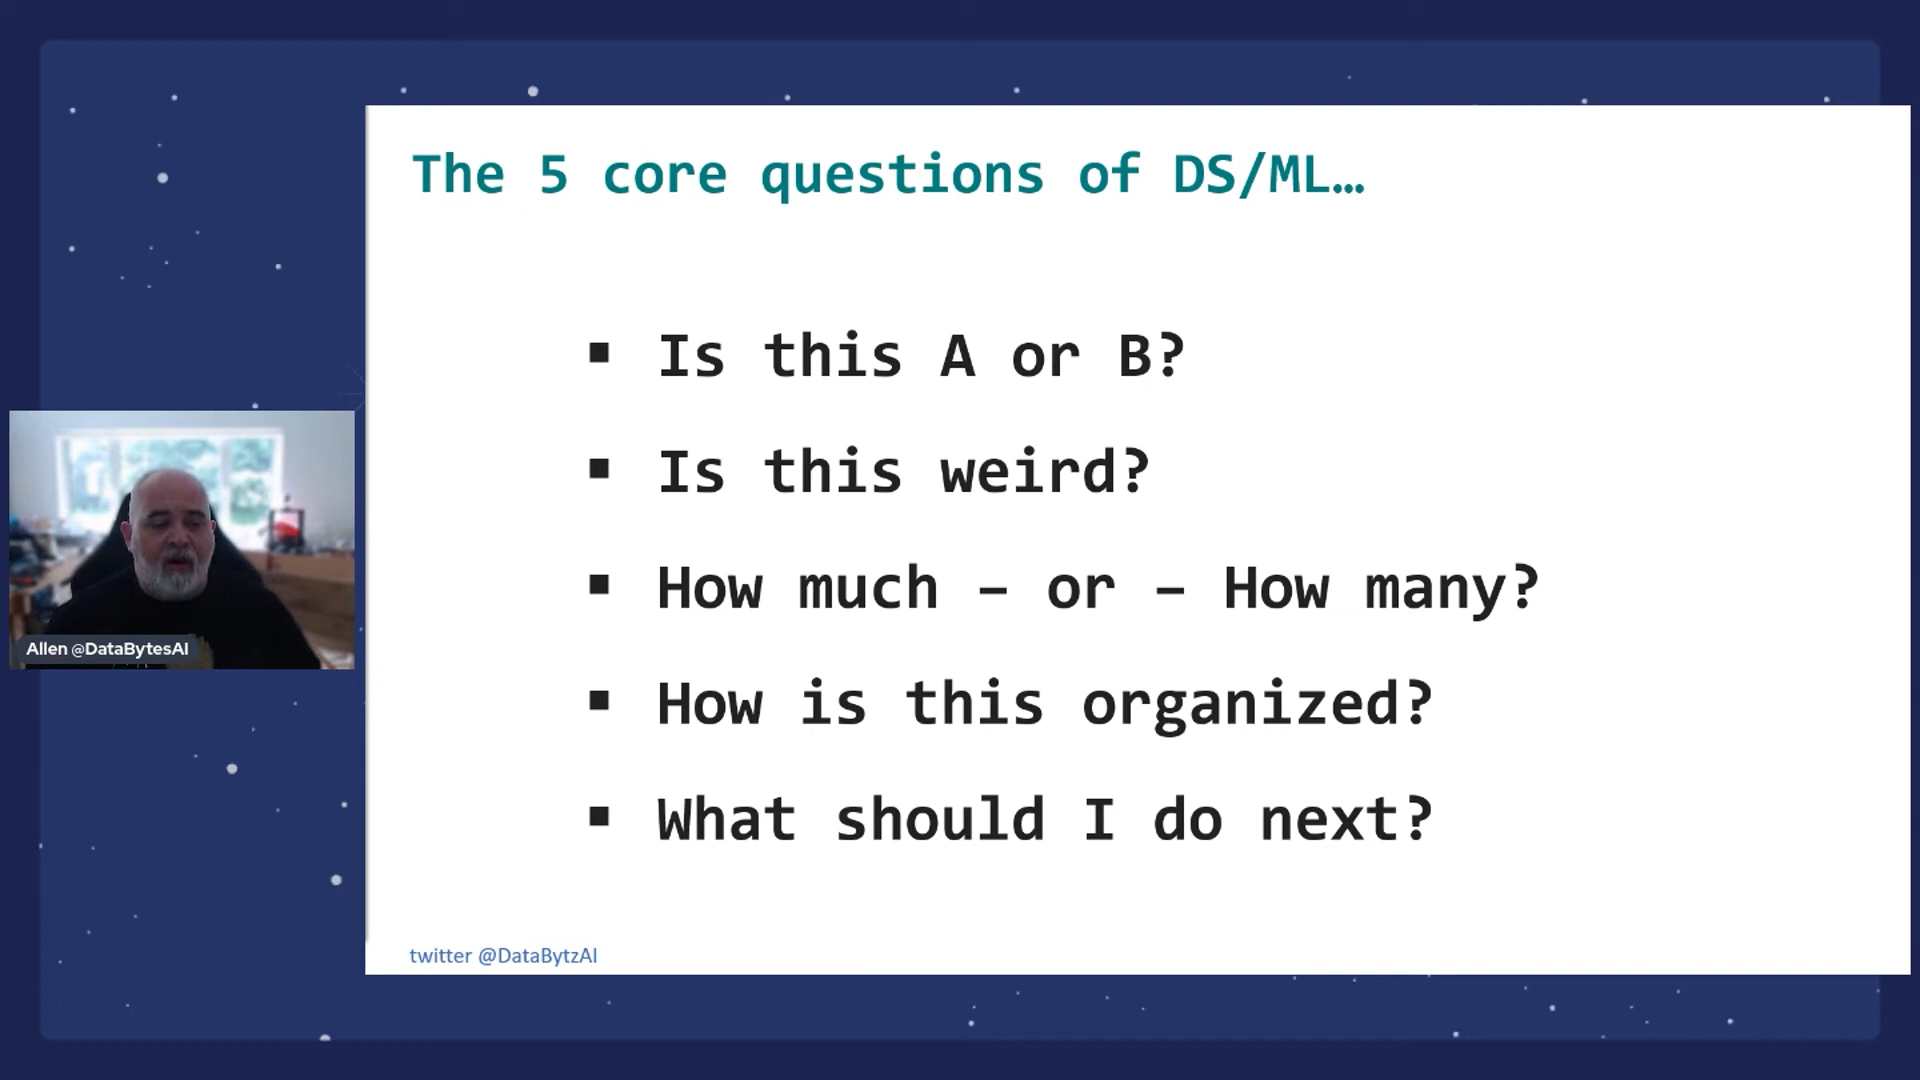 The 5 core questions of DS/ML…
▪ Is this A or B?
▪ Is this weird?
▪ How much – or – How many?
▪ How is this organized?
▪ What should I do next?
Allen @DataBytesAI
twitter @DataBytzAI